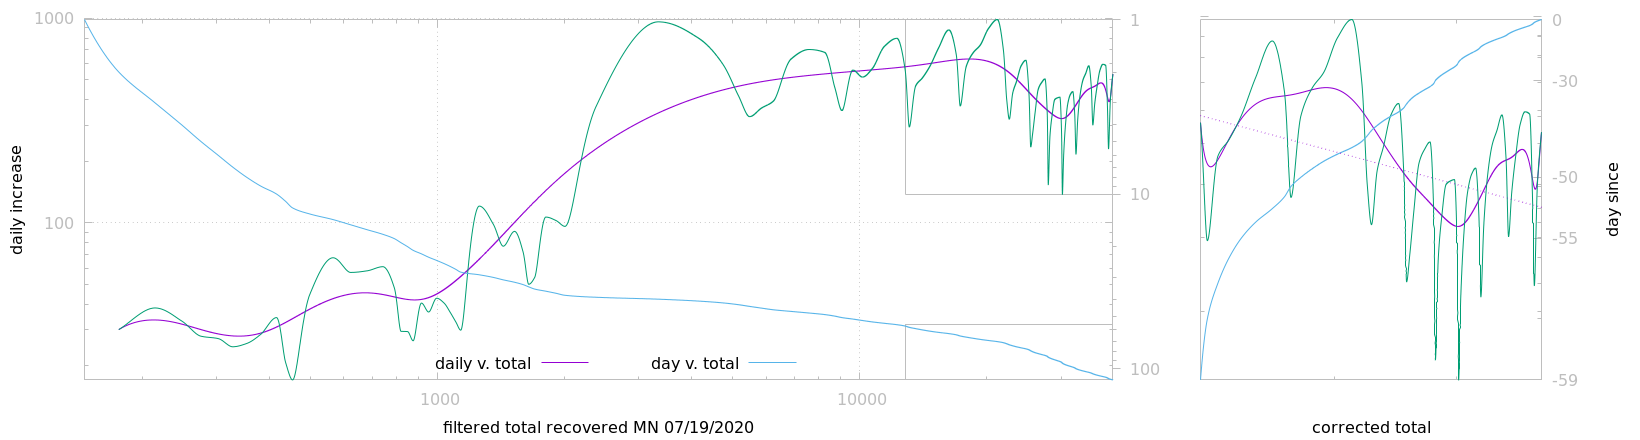 1000
100
daily increase
1000
10000
filtered total recovered MN 07/19/2020
daily v. total
day v. total
1
10
100
0
-30
-50
-55
-59
day since
corrected total